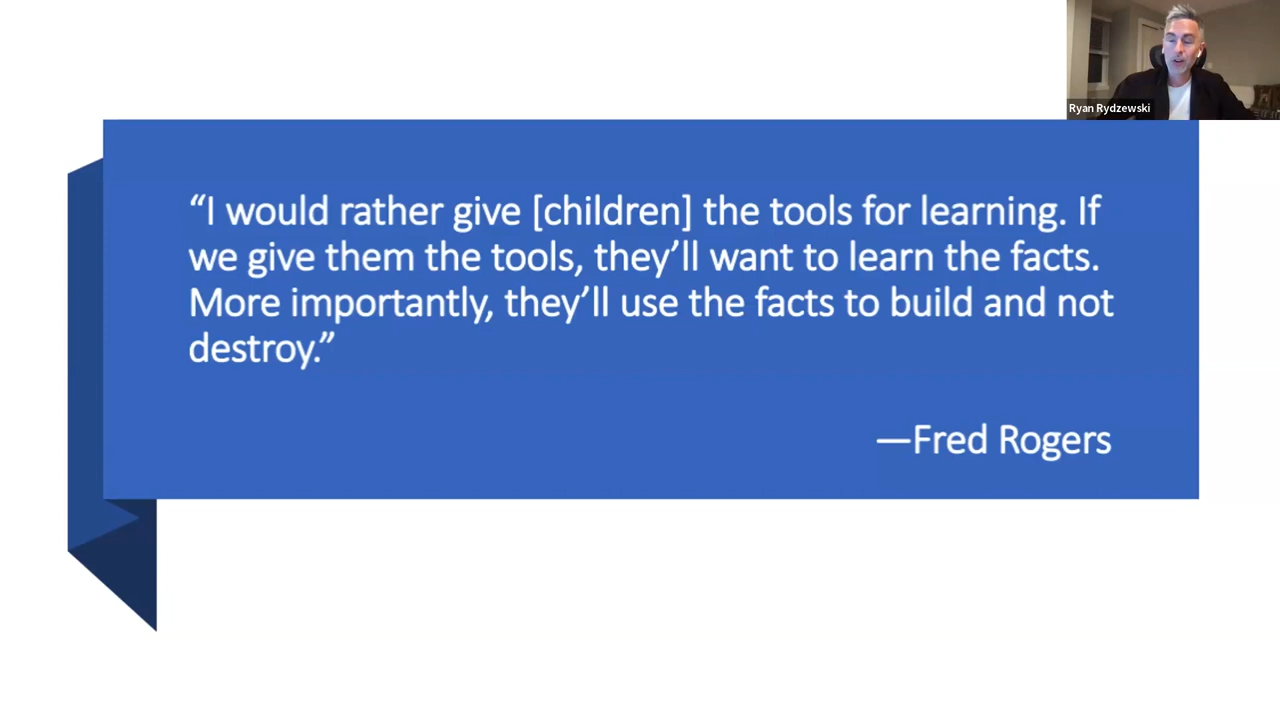 Ryan Rydzewski
“I would rather give [children] the tools for learning. If
we give them the tools, they’ll want to learn the facts.
More importantly, they’ll use the facts to build and not
destroy.”
—Fred Rogers